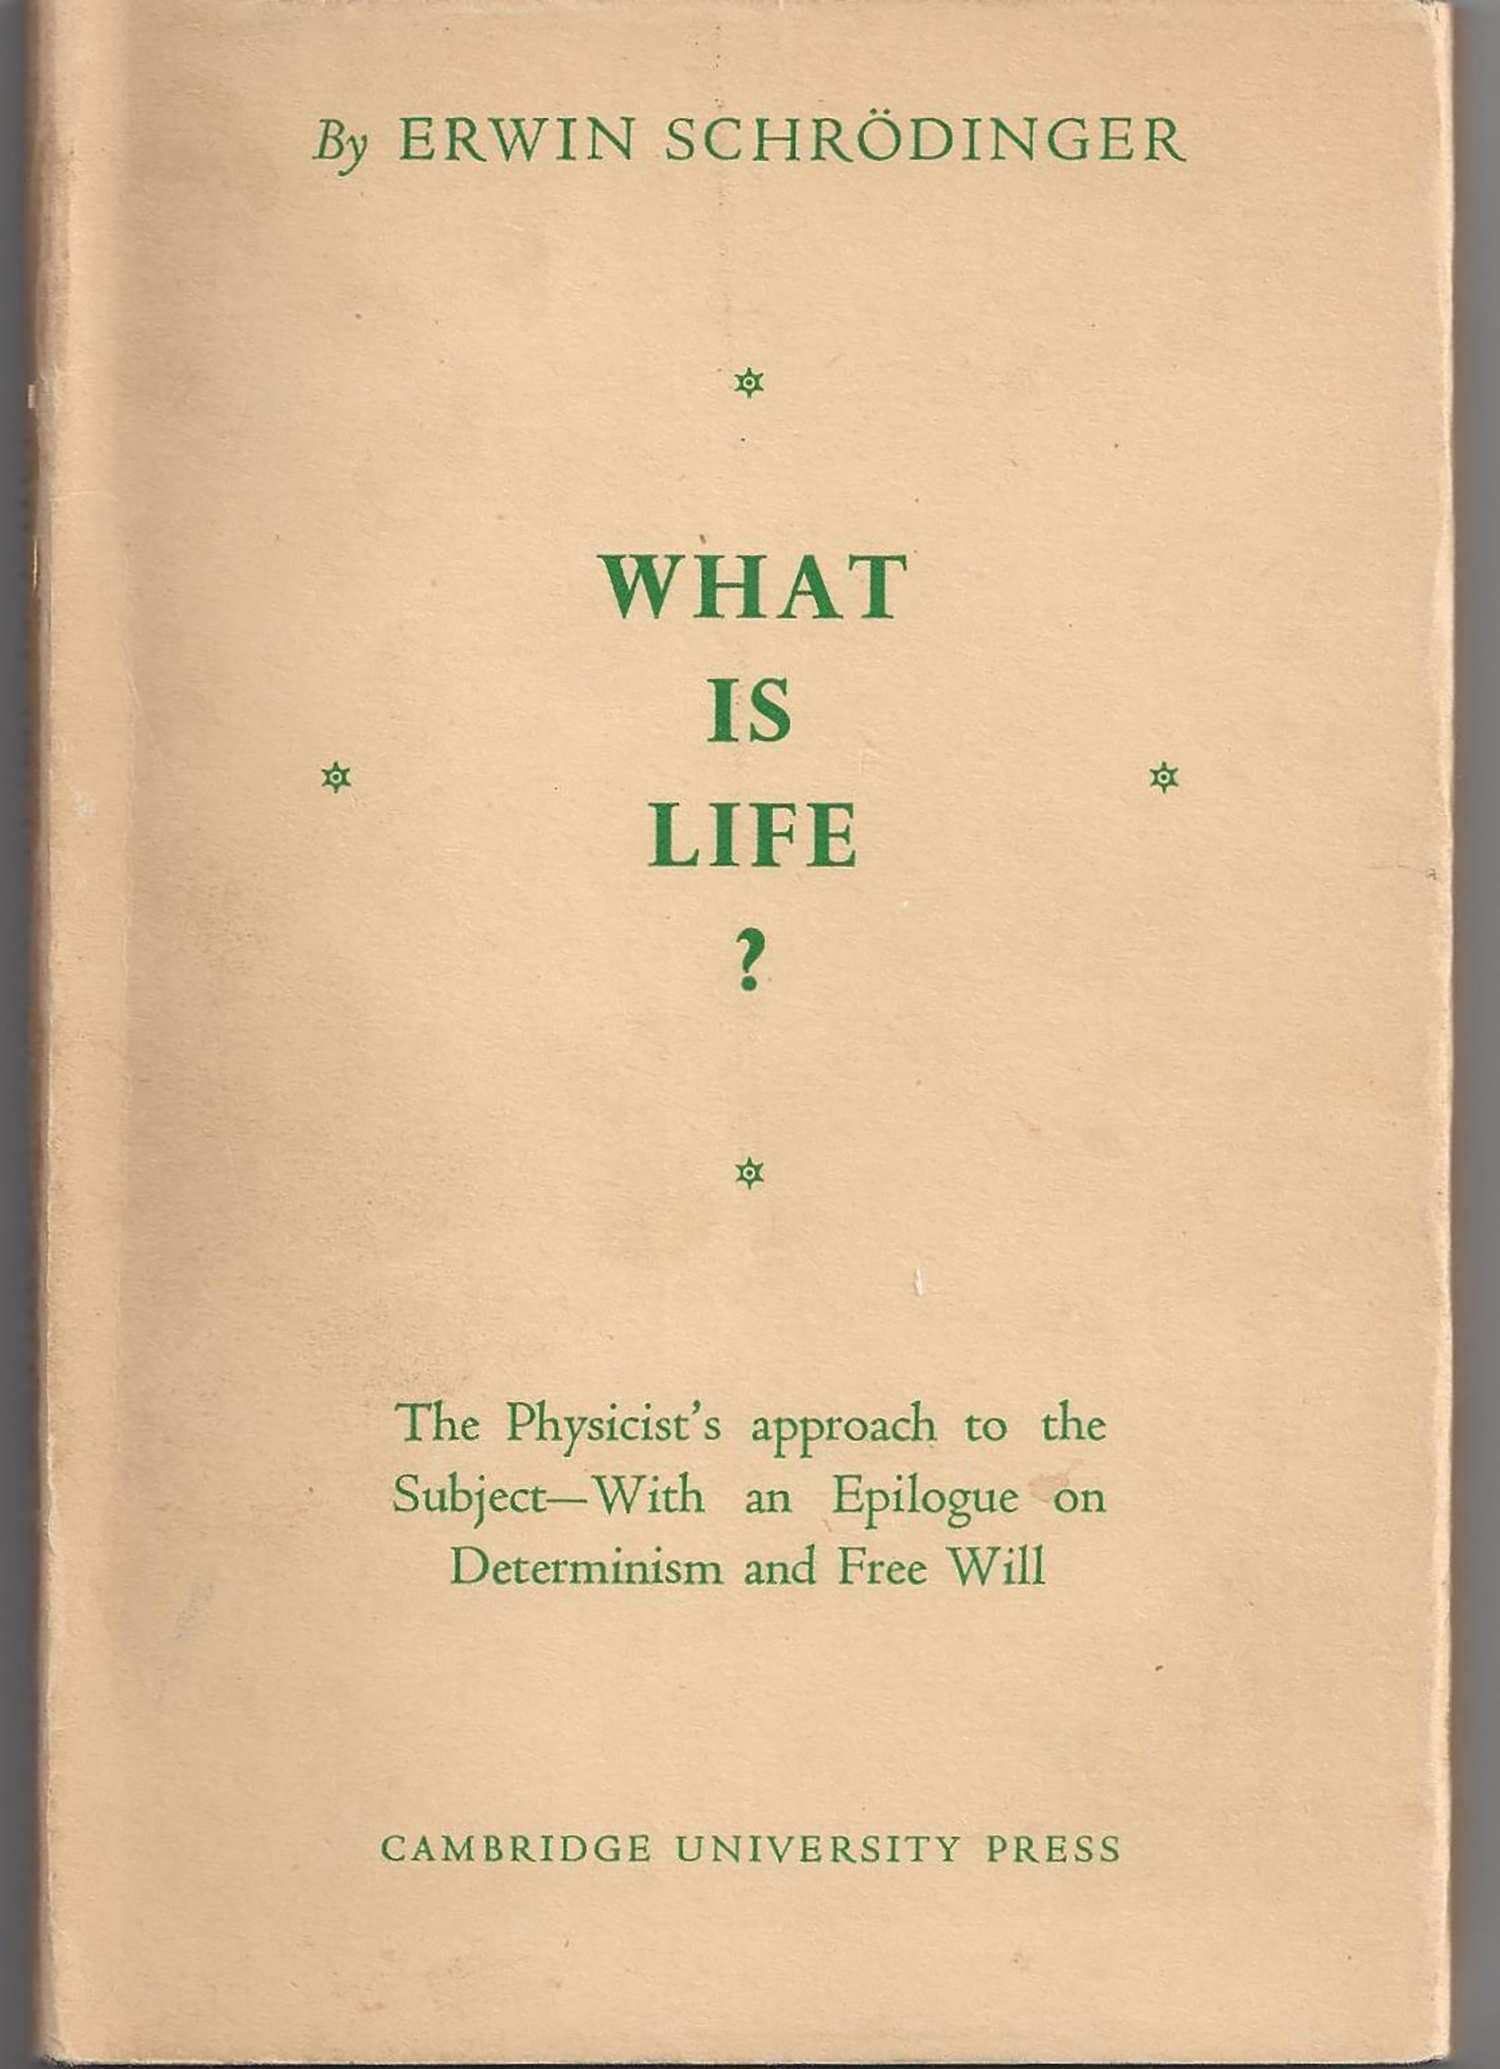 By ERWIN SCHRÖDINGER
WHAT
IS
LIFE
?
The Physicist's approach to the
Subject—With an Epilogue on
Determinism and Free Will
CAMBRIDGE UNIVERSITY PRESS